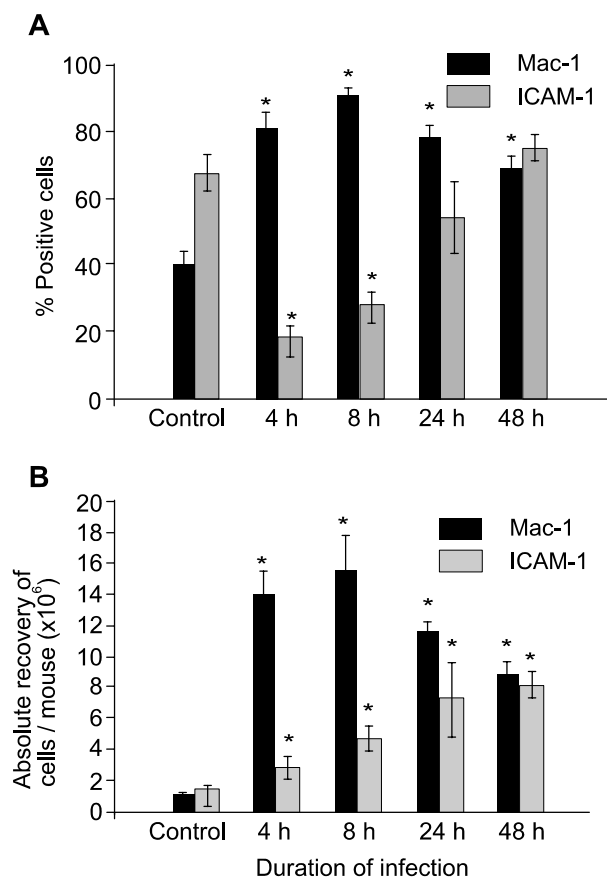 A
100
80
60
40
20
0
% Positive cells
Mac-1
ICAM-1
* * * * * *
Control 4 h 8 h 24 h 48 h
B
20
18
16
14
12
10
8
6
4
2
0
Absolute recovery of
cells / mouse (x10⁶)
Mac-1
ICAM-1
* * * * * * * *
Control 4 h 8 h 24 h 48 h
Duration of infection